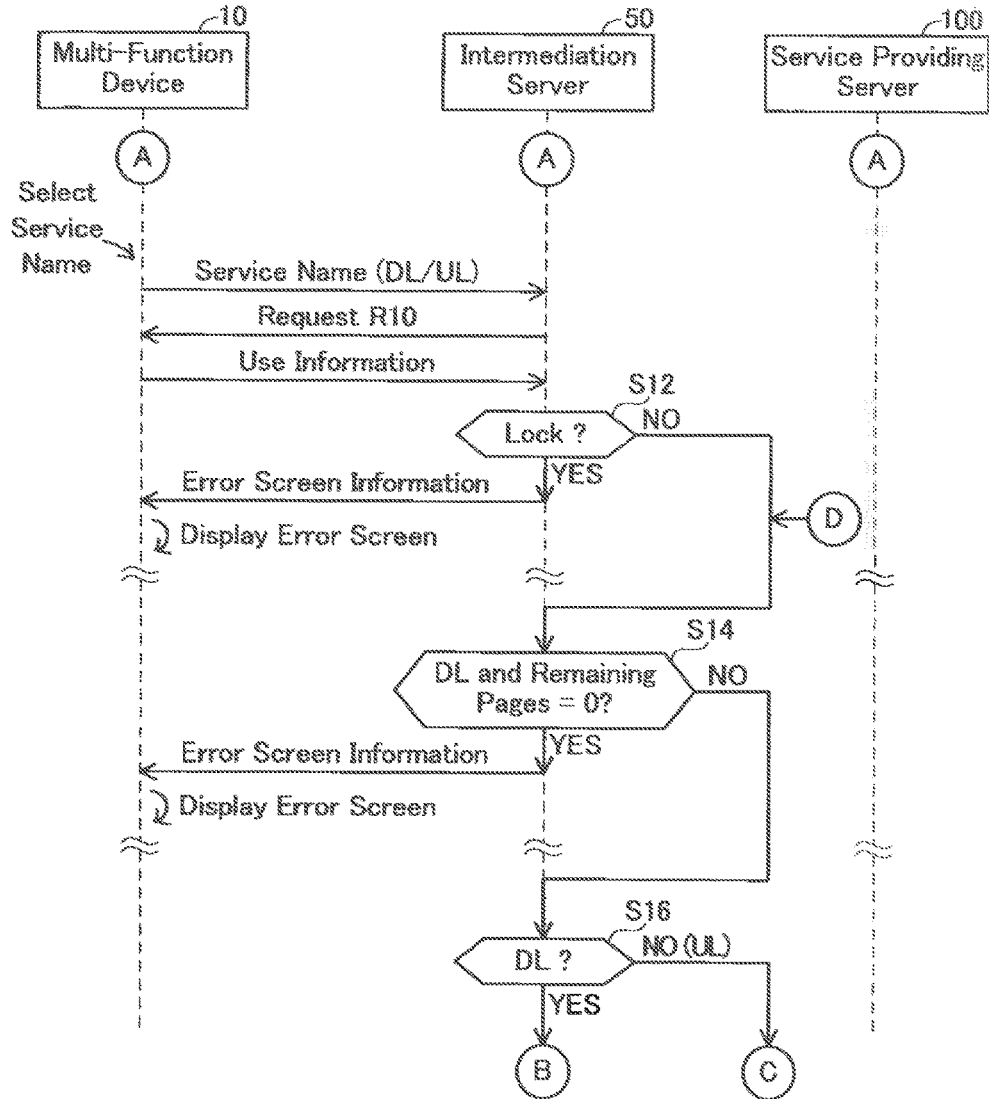 10
Multi-Function
Device
50
Intermediation
Server
100
Service Providing
Server
A
A
A
Select
Service
Name
Service Name (DL/UL)
Request R10
Use Information
S12
Lock ?
NO
YES
Error Screen Information
D
Display Error Screen
S14
DL and Remaining
Pages = 0?
NO
YES
Error Screen Information
Display Error Screen
S16
DL ?
NO (UL)
YES
B
C